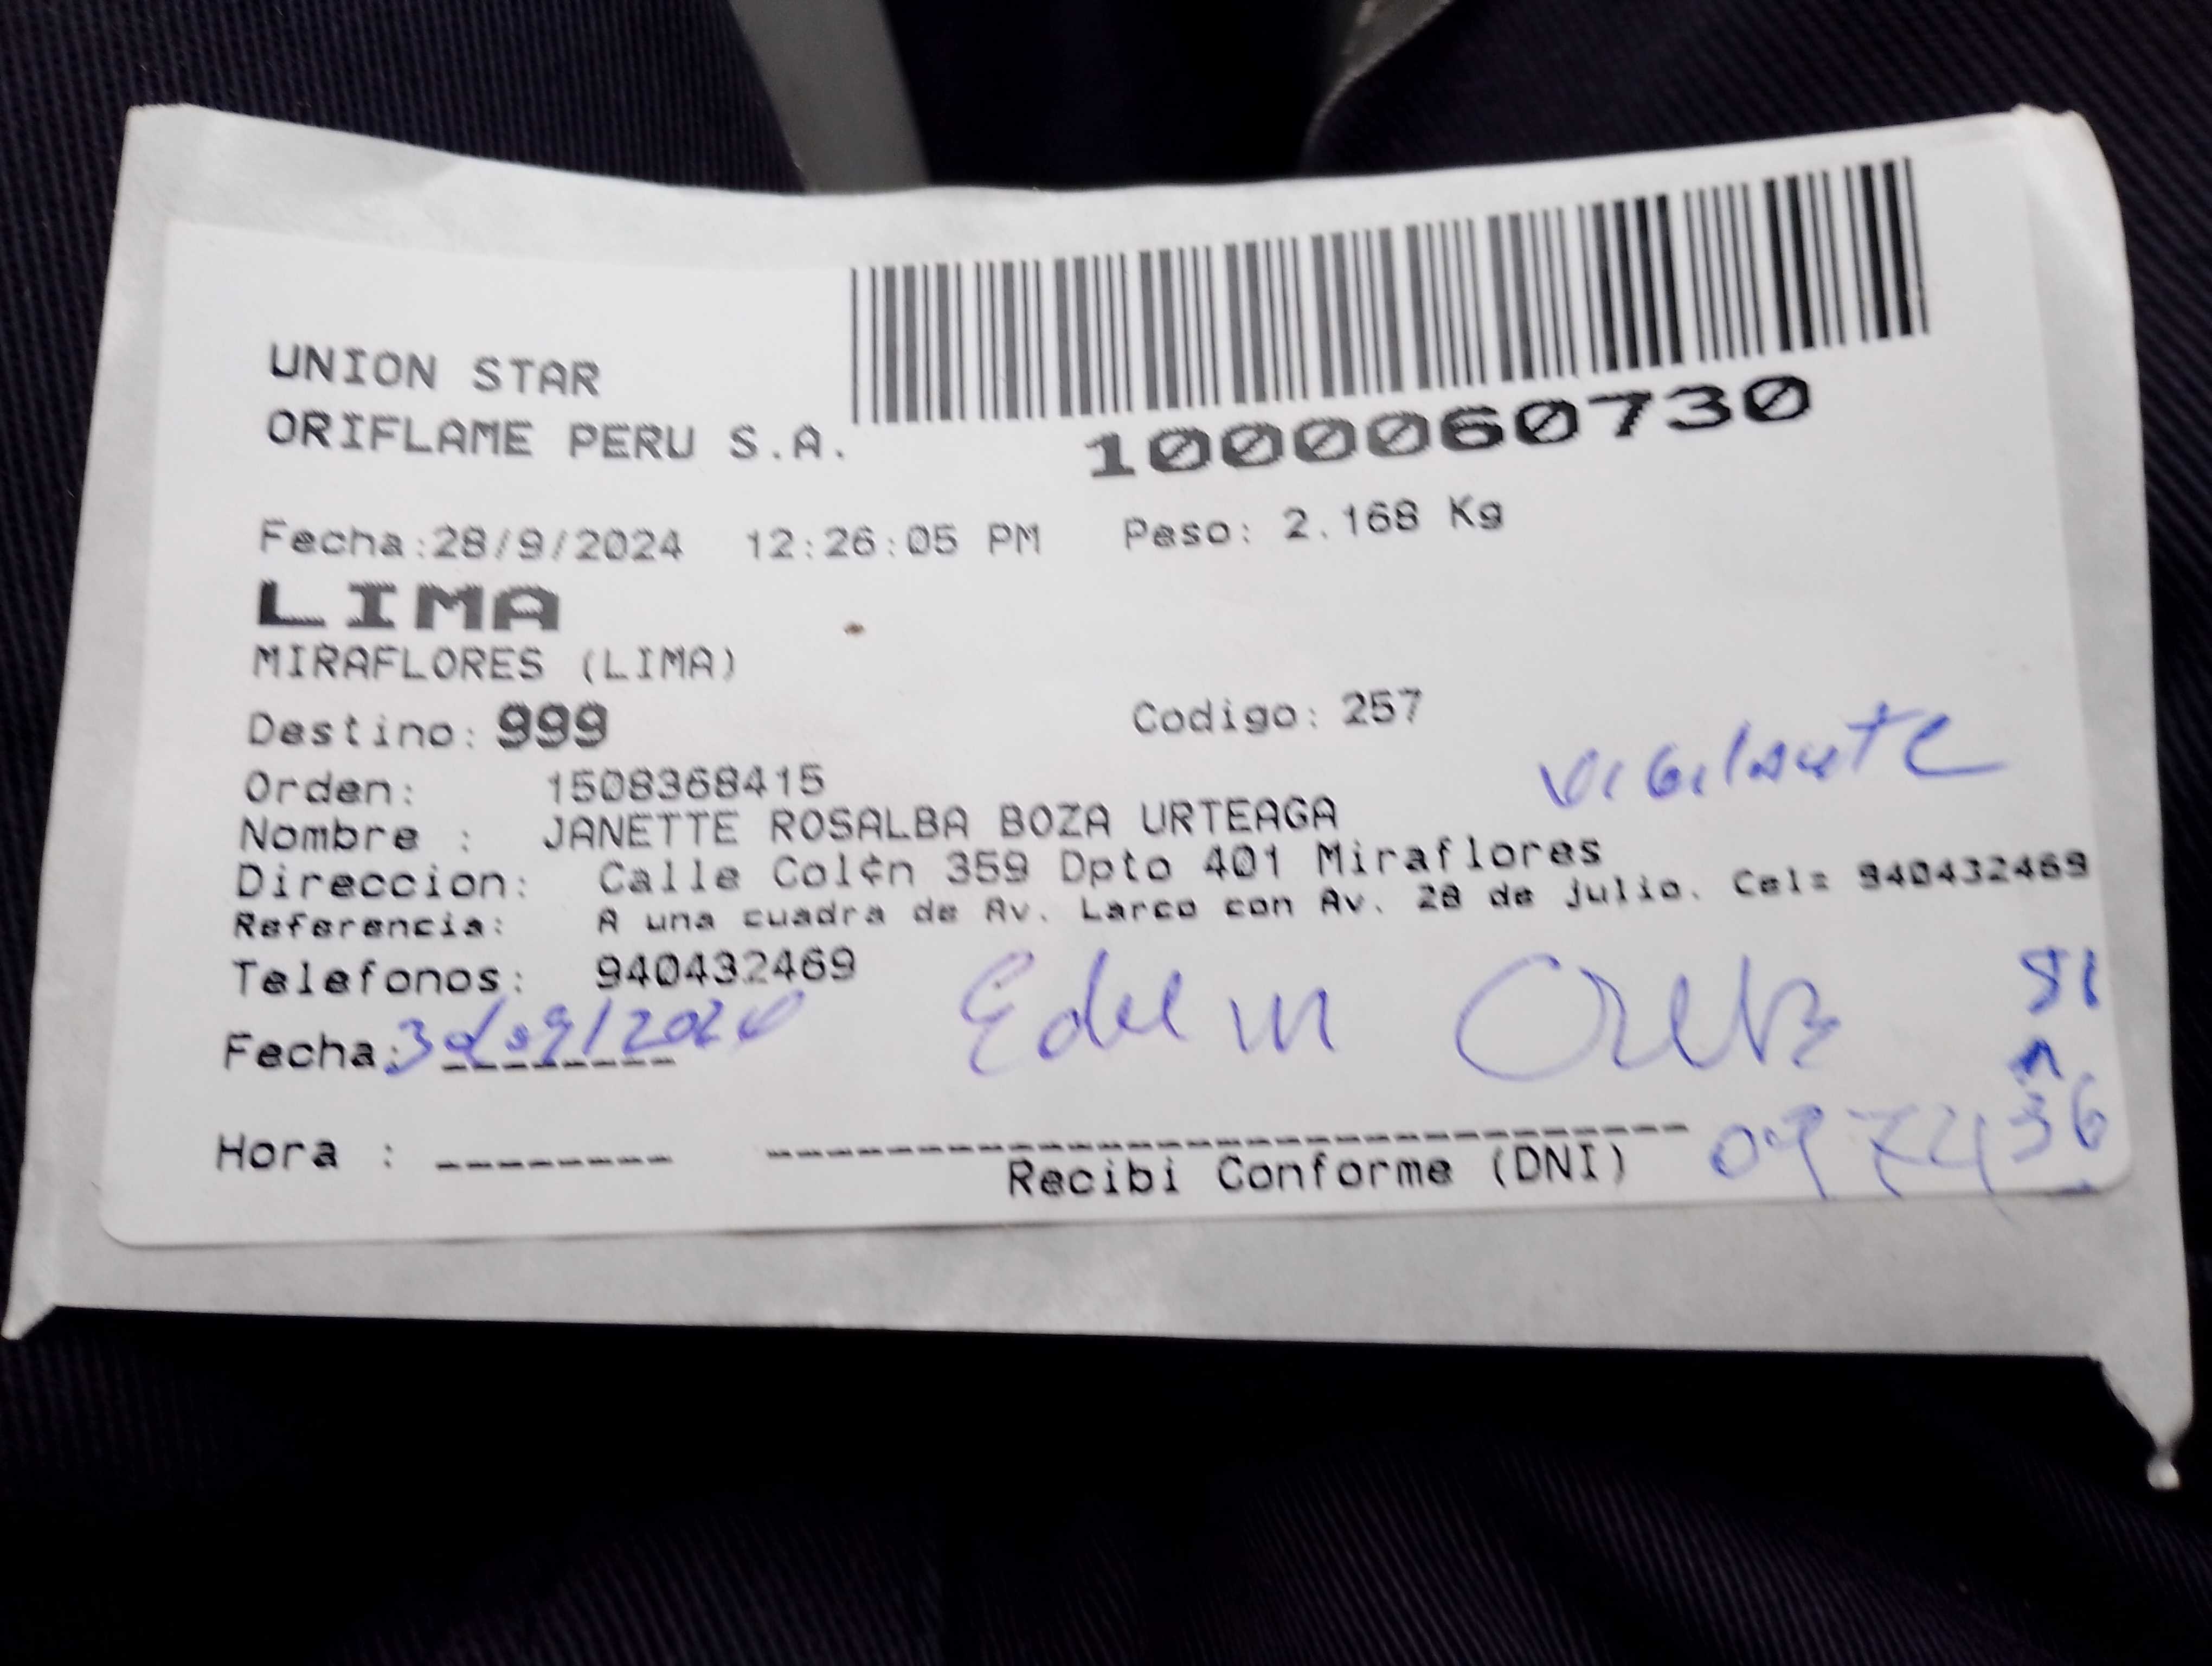 UNION STAR
ORIFLAME PERU S.A.
1000060730
Fecha:28/9/2024 12:26:05 PM Peso: 2.168 Kg
LIMA
MIRAFLORES (LIMA)
Destino: 999 Codigo: 257
Vigilante
Orden: 1508368415
Nombre : JANETTE ROSALBA BOZA URTEAGA
Direccion: Calle Col¢n 359 Dpto 401 Miraflores
Referencia: A una cuadra de Av. Larco con Av. 28 de julio. Cel= 940432469
Telefonos: 940432469
Fecha:
Hora :
Recibi Conforme (DNI)